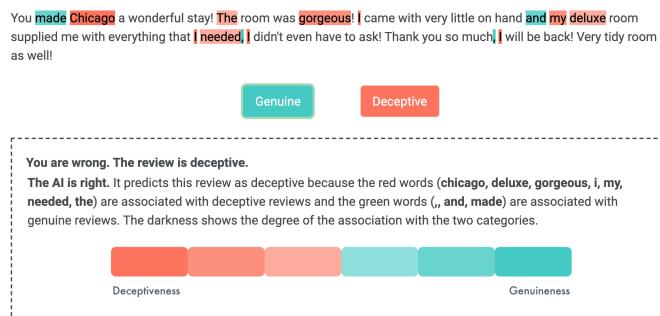 You made Chicago a wonderful stay! The room was gorgeous! I came with very little on hand and my deluxe room
supplied me with everything that I needed, I didn't even have to ask! Thank you so much, I will be back! Very tidy room
as well!
Genuine Deceptive
You are wrong. The review is deceptive.
The AI is right. It predicts this review as deceptive because the red words (chicago, deluxe, gorgeous, i, my,
needed, the) are associated with deceptive reviews and the green words (,, and, made) are associated with
genuine reviews. The darkness shows the degree of the association with the two categories.
Deceptiveness Genuineness